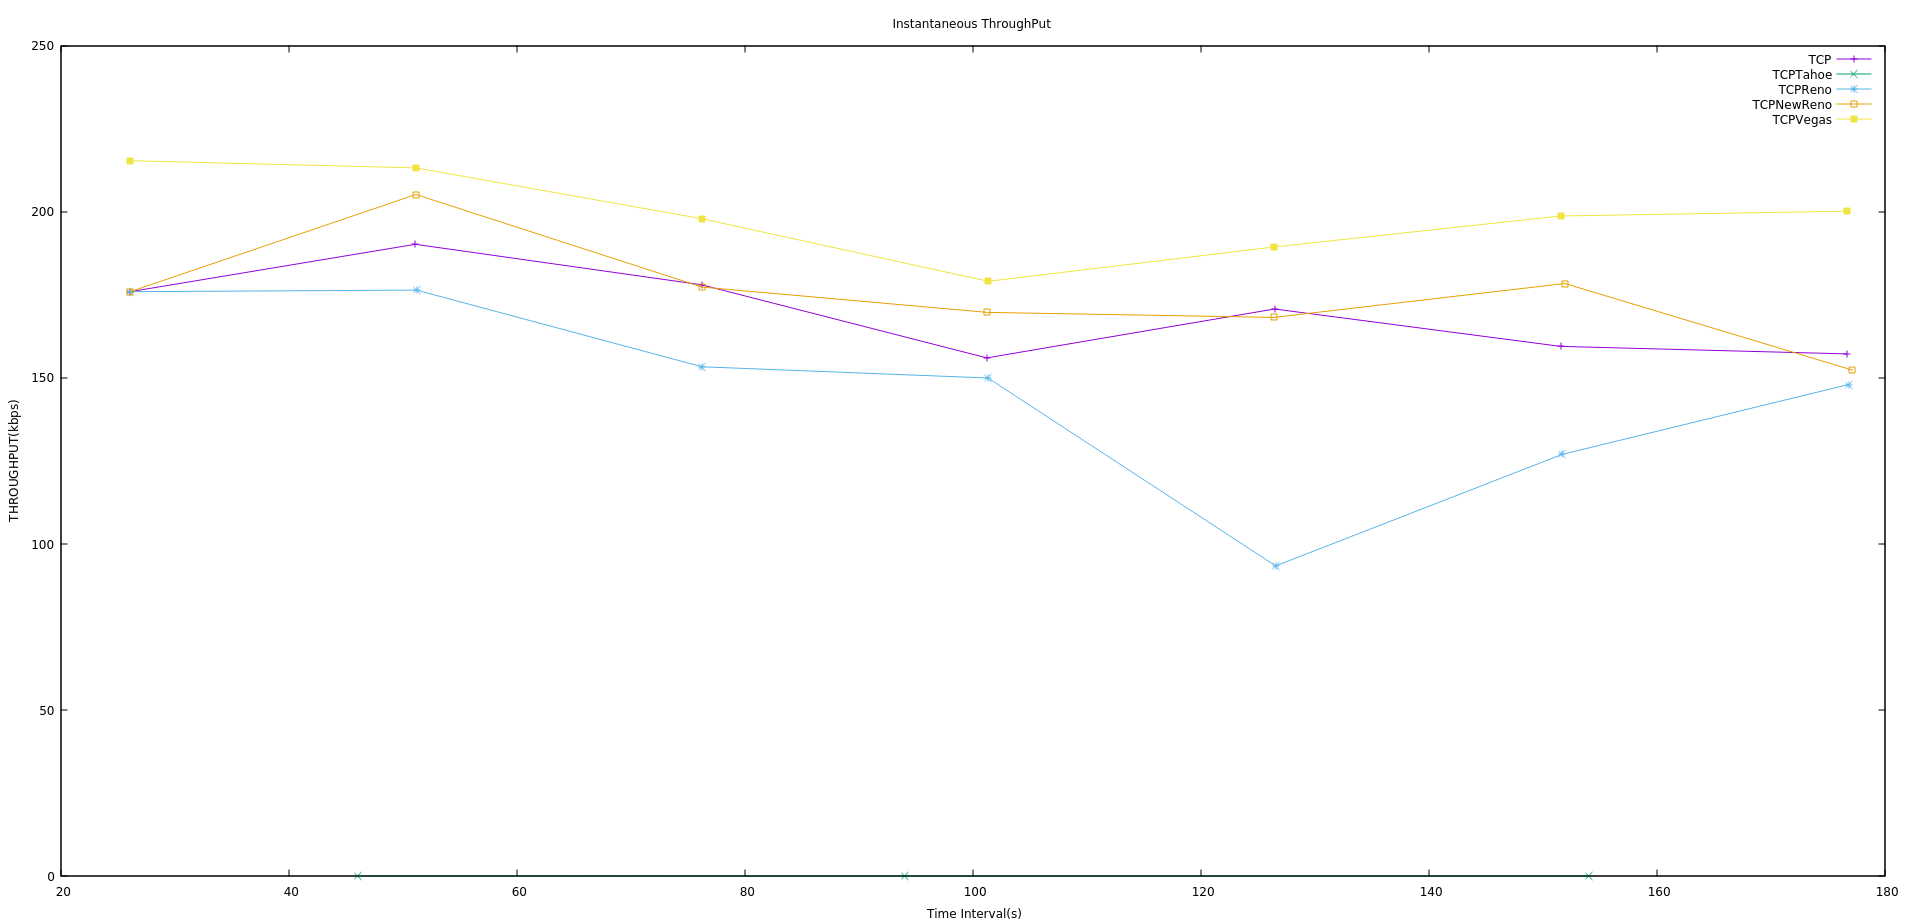 Instantaneous ThroughPut
250
200
150
100
50
0
THROUGHPUT(kbps)
TCP
TCPTahoe
TCPReno
TCPNewReno
TCPVegas
20 40 60 80 100 120 140 160 180
Time Interval(s)